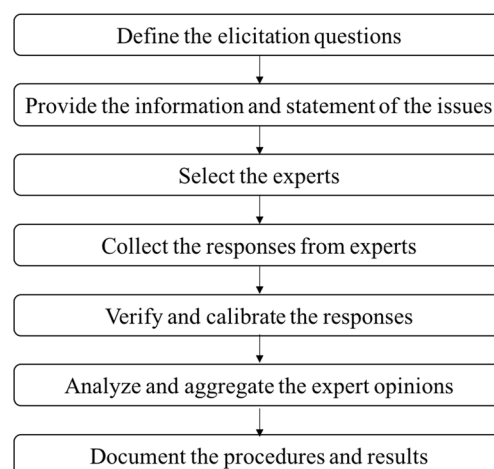 Define the elicitation questions
Provide the information and statement of the issues
Select the experts
Collect the responses from experts
Verify and calibrate the responses
Analyze and aggregate the expert opinions
Document the procedures and results